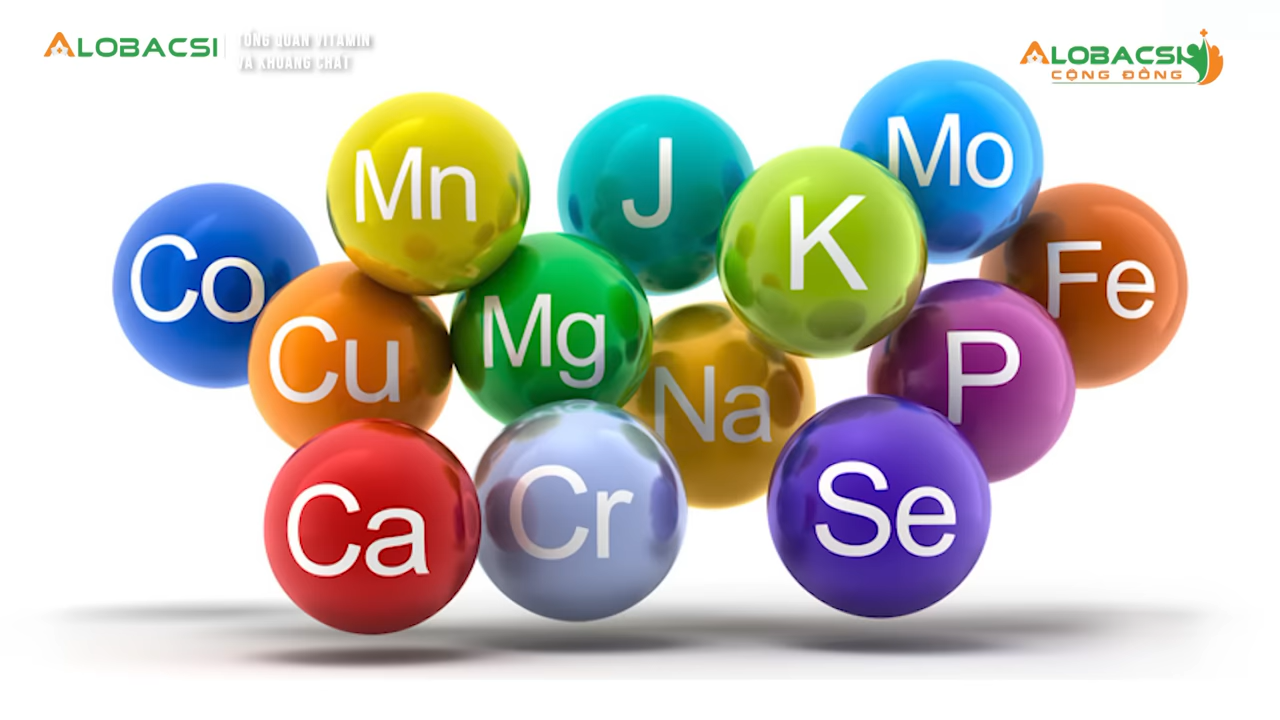 ALOBACSI
TỔNG QUAN VITAMIN
VÀ KHOÁNG CHẤT
ALOBACSI
CỘNG ĐỒNG
Mn
J
Mo
K
Co
Fe
Mg
Cu
P
Na
Ca
Cr
Se